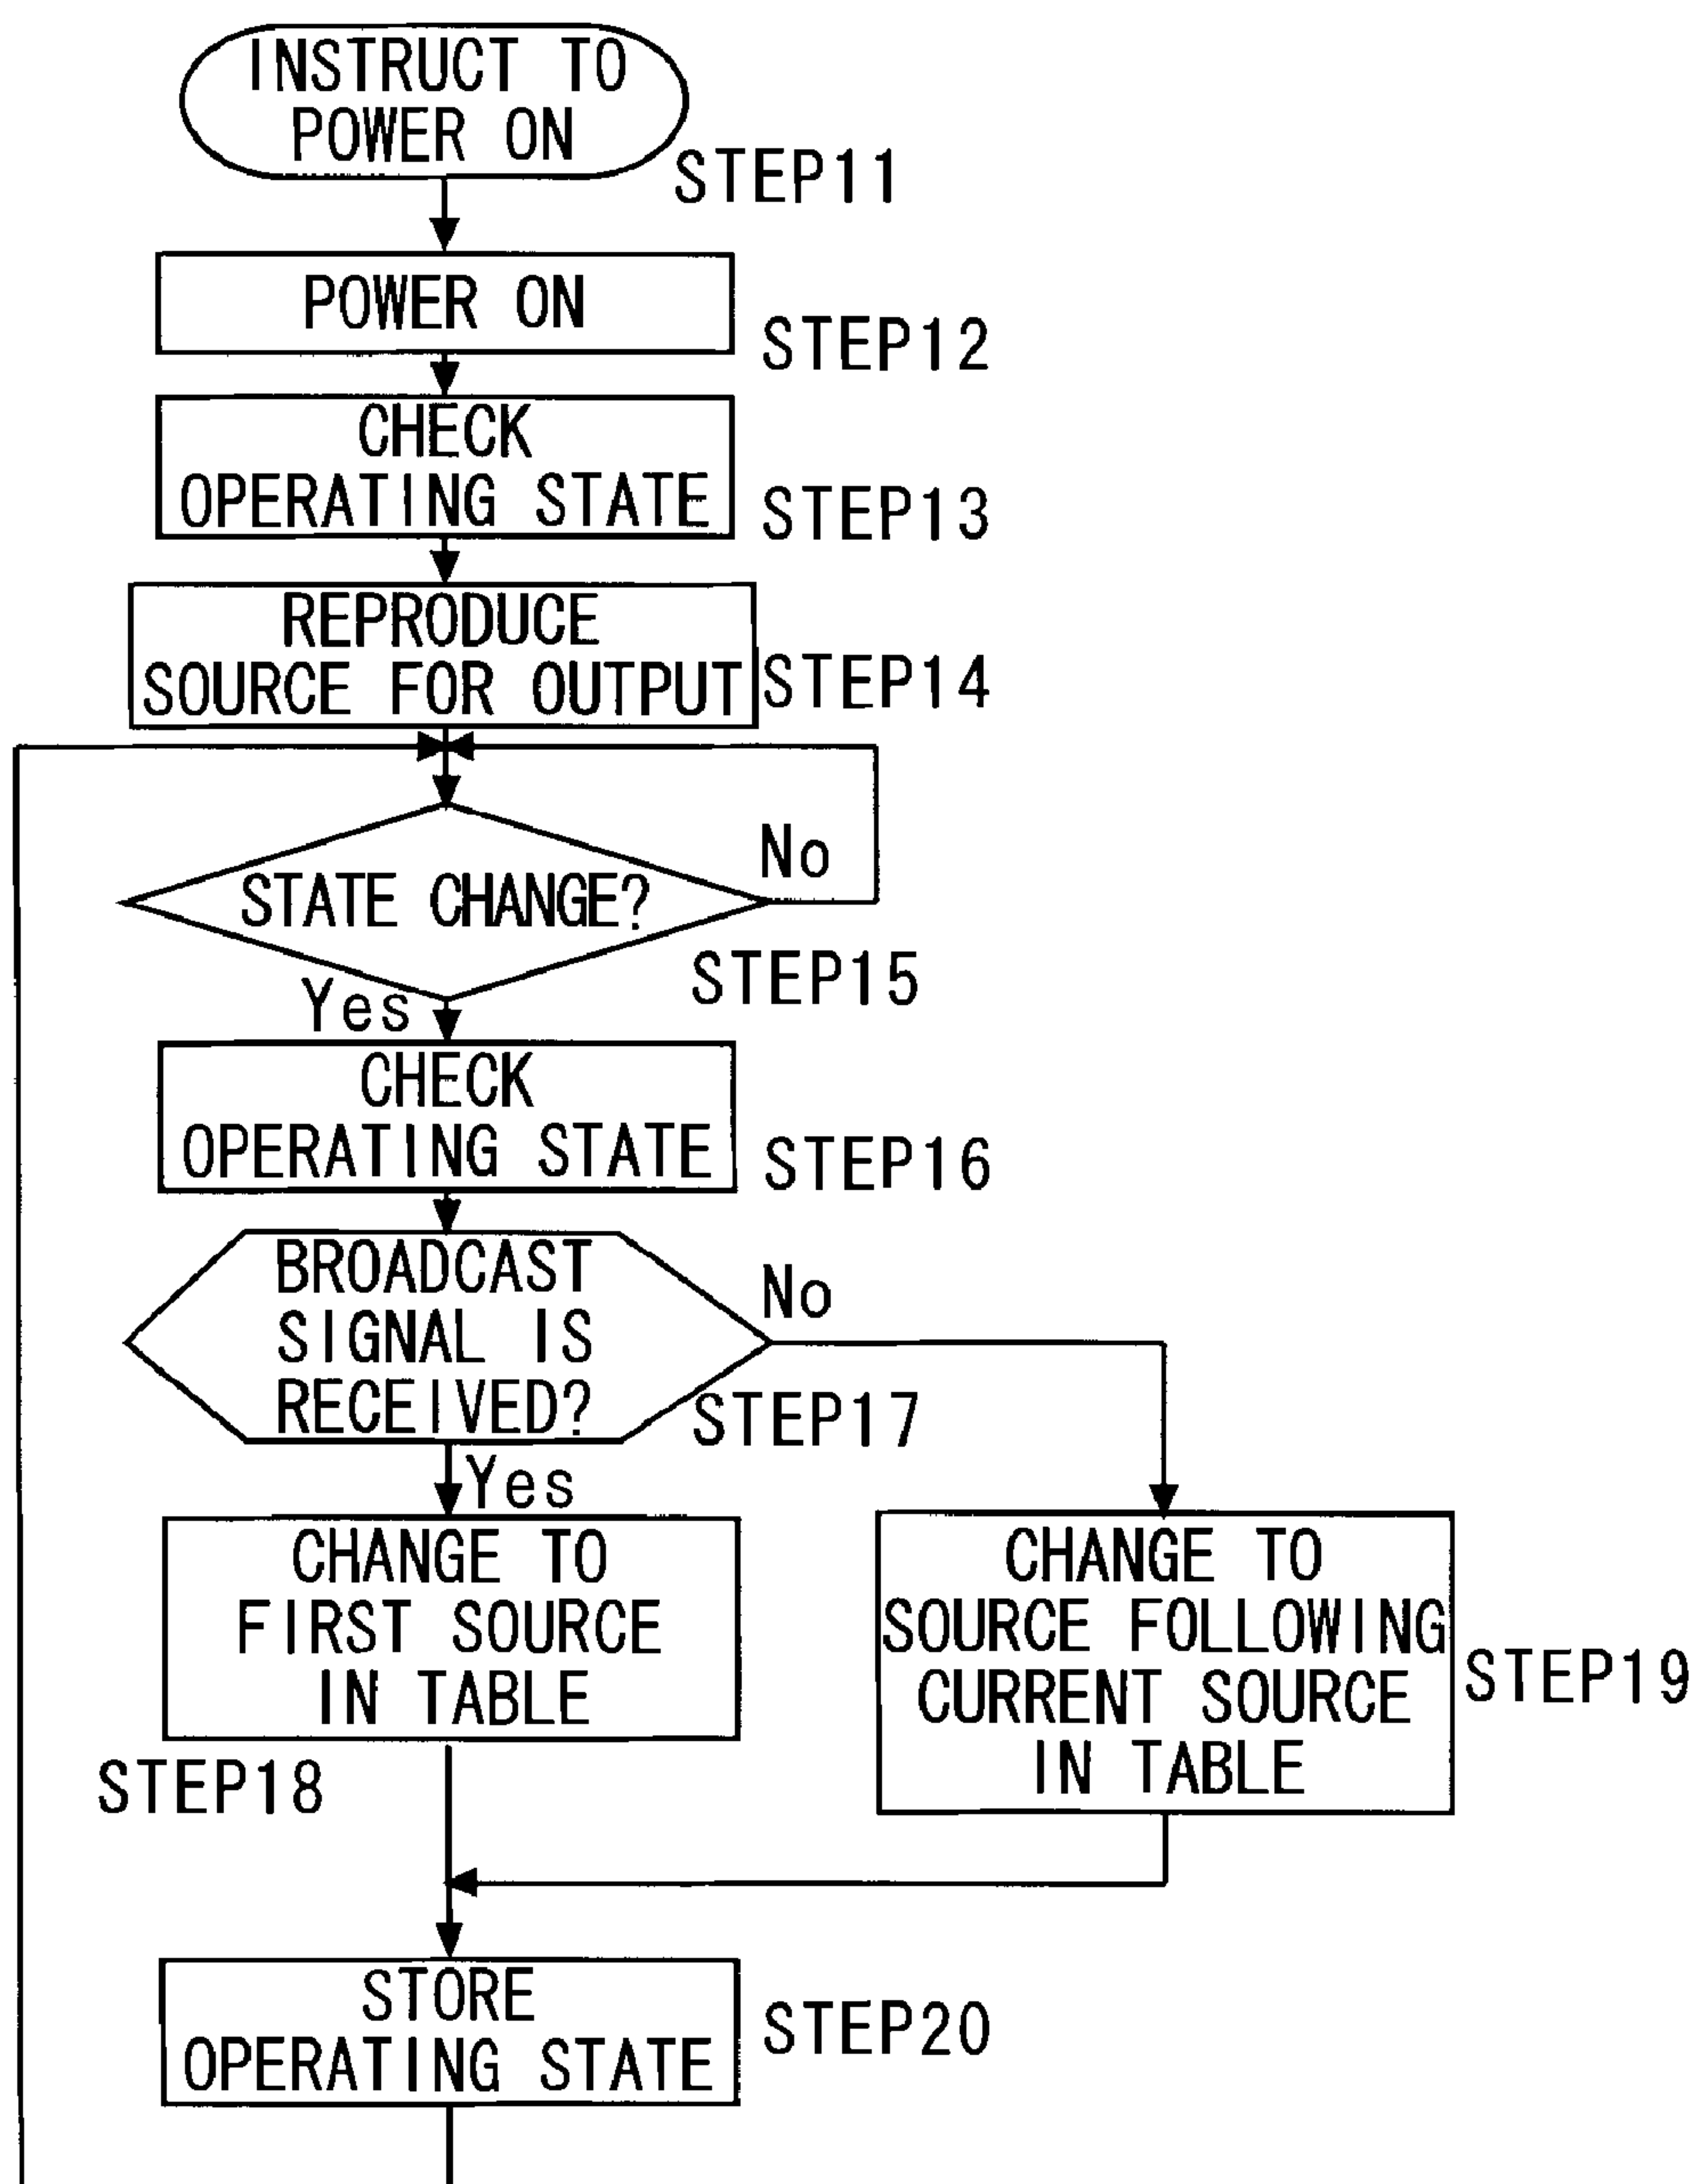 INSTRUCT TO
POWER ON
STEP11
POWER ON
STEP12
CHECK
OPERATING STATE
STEP13
REPRODUCE
SOURCE FOR OUTPUT
STEP14
STATE CHANGE?
No
STEP15
Yes
CHECK
OPERATING STATE
STEP16
BROADCAST
SIGNAL IS
RECEIVED?
No
STEP17
Yes
CHANGE TO
FIRST SOURCE
IN TABLE
STEP18
CHANGE TO
SOURCE FOLLOWING
CURRENT SOURCE
IN TABLE
STEP19
STORE
OPERATING STATE
STEP20